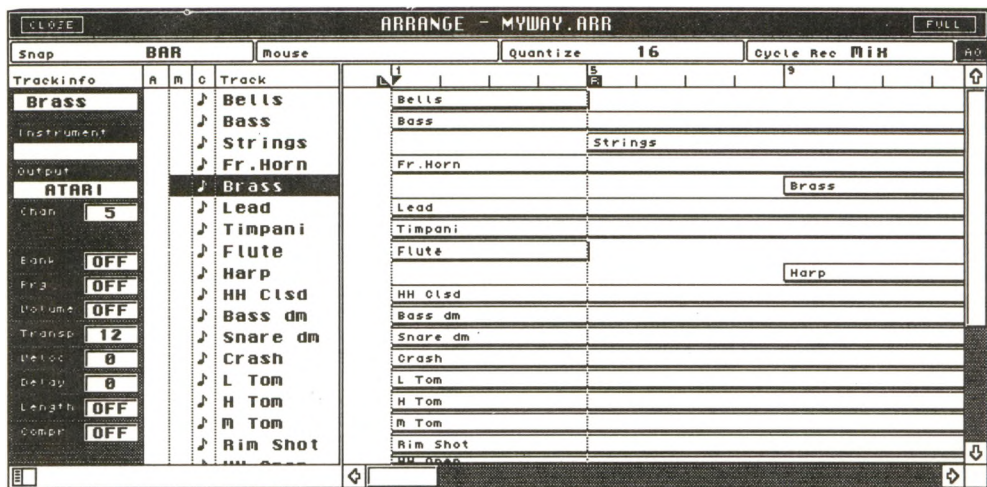 CLOSE ARRANGE - MYWAY.ARR FULL
Snap BAR Mouse Quantize 16 Cycle Rec MIX
Trackinfo A M C Track L 1 5 R 9
Brass
Instrument
Output
ATARI
Chan 5
Bank OFF
Prg. OFF
Volume OFF
Transp 12
Veloc 0
Delay 0
Length OFF
Compr OFF
♪ Bells
♪ Bass
♪ Strings
♪ Fr.Horn
♪ Brass
♪ Lead
♪ Timpani
♪ Flute
♪ Harp
♪ HH Clsd
♪ Bass dm
♪ Snare dm
♪ Crash
♪ L Tom
♪ H Tom
♪ M Tom
♪ Rim Shot
♪ HH Open
Bells
Bass
Strings
Fr.Horn
Brass
Lead
Timpani
Flute
Harp
HH Clsd
Bass dm
Snare dm
Crash
L Tom
H Tom
M Tom
Rim Shot
HH Open